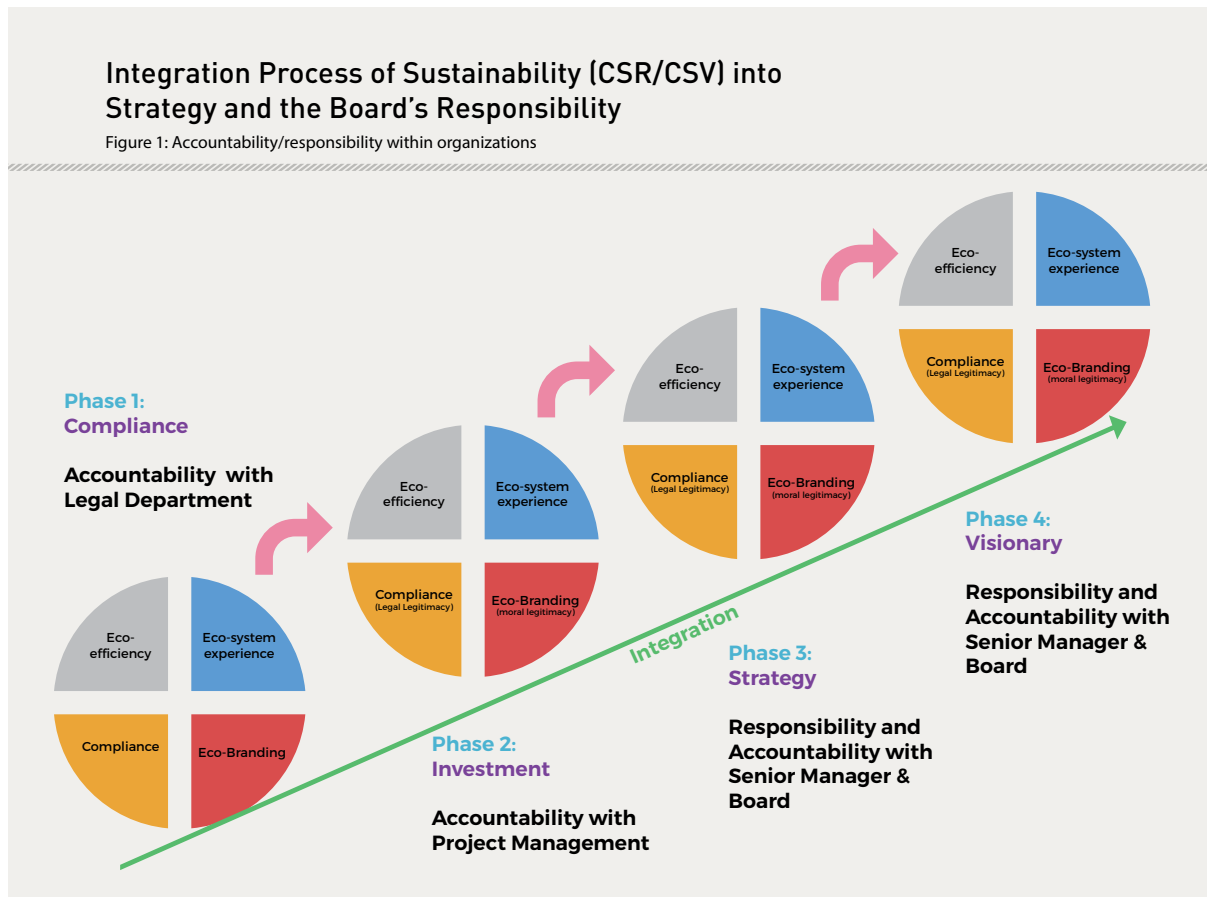 Integration Process of Sustainability (CSR/CSV) into
Strategy and the Board's Responsibility
Figure 1: Accountability/responsibility within organizations
Phase 1:
Compliance
Accountability with
Legal Department
Eco-
efficiency
Eco-system
experience
Compliance
Eco-Branding
Eco-
efficiency
Eco-system
experience
Compliance
(Legal Legitimacy)
Eco-Branding
(moral legitimacy)
Phase 2:
Investment
Accountability with
Project Management
Integration
Eco-
efficiency
Eco-system
experience
Compliance
(Legal Legitimacy)
Eco-Branding
(moral legitimacy)
Phase 3:
Strategy
Responsibility and
Accountability with
Senior Manager &
Board
Eco-
efficiency
Eco-system
experience
Compliance
(Legal Legitimacy)
Eco-Branding
(moral legitimacy)
Phase 4:
Visionary
Responsibility and
Accountability with
Senior Manager &
Board